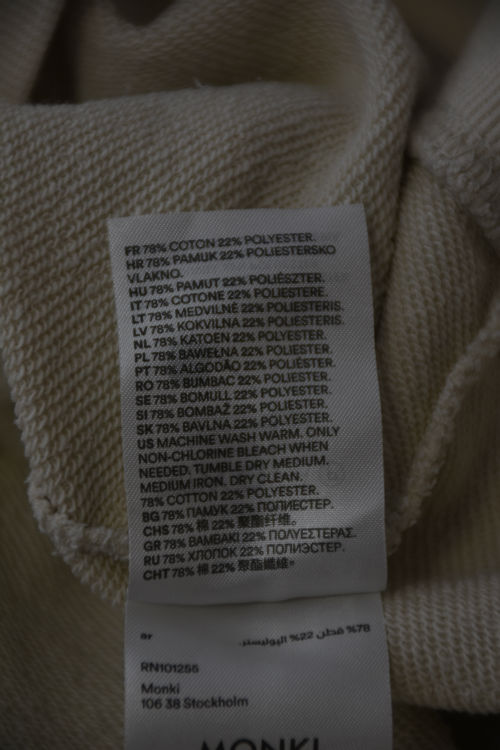 FR 78% COTON 22% POLYESTER.
HR 78% PAMUK 22% POLIESTERSKO
VLAKNO.
HU 78% PAMUT 22% POLIÉSZTER.
IT 78% COTONE 22% POLIESTERE.
LT 78% MEDVILNĖ 22% POLIESTERIS.
LV 78% KOKVILNA 22% POLIESTERIS.
NL 78% KATOEN 22% POLYESTER.
PL 78% BAWEŁNA 22% POLIESTER.
PT 78% ALGODÃO 22% POLIÉSTER.
RO 78% BUMBAC 22% POLIESTER.
SE 78% BOMULL 22% POLYESTER.
SI 78% BOMBAŽ 22% POLIESTER.
SK 78% BAVLNA 22% POLYESTER.
US MACHINE WASH WARM. ONLY
NON-CHLORINE BLEACH WHEN
NEEDED. TUMBLE DRY MEDIUM.
MEDIUM IRON. DRY CLEAN.
78% COTTON 22% POLYESTER.
BG 78% ПАМУК 22% ПОЛИЕСТЕР.
CHS 78% 棉 22% 聚酯纤维。
GR 78% ΒΑΜΒΑΚΙ 22% ΠΟΛΥΕΣΤΕΡΑΣ.
RU 78% ХЛОПОК 22% ПОЛИЭСТЕР.
CHT 78% 棉 22% 聚酯纖維。
ar 78% قطن 22% البوليستر.
RN101255
Monki
106 38 Stockholm
MONKI